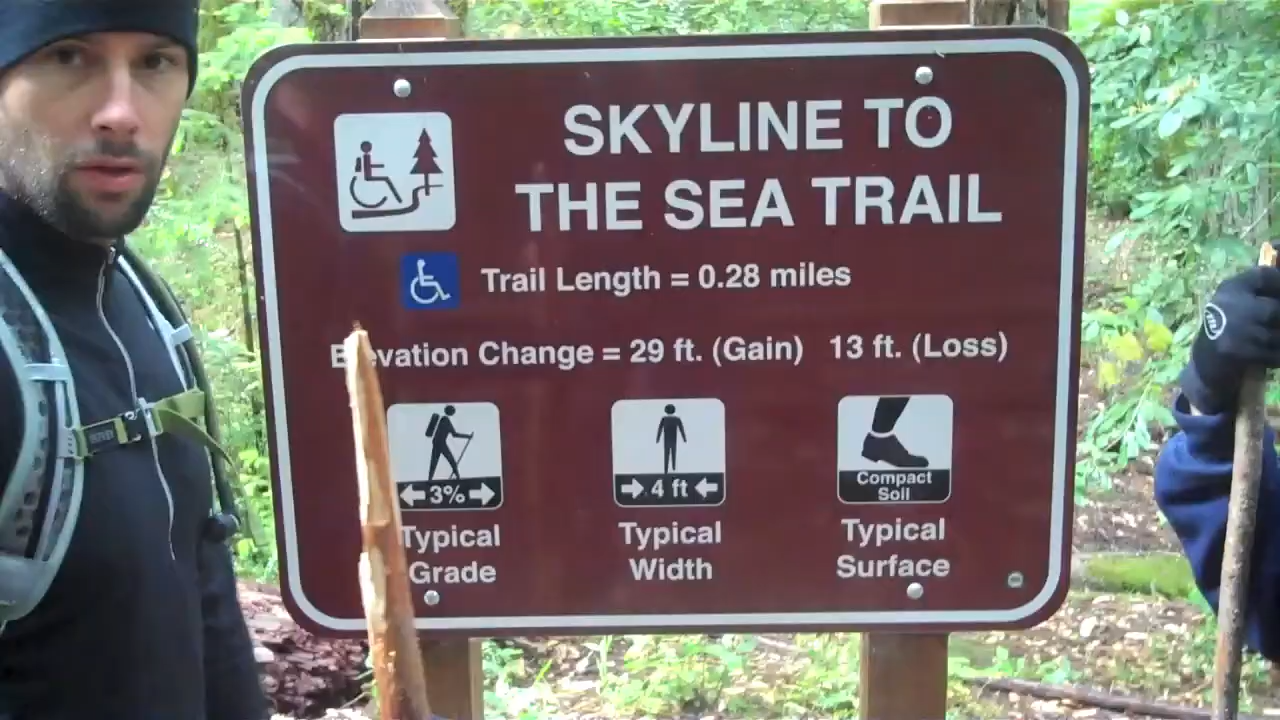 SKYLINE TO
THE SEA TRAIL
Trail Length = 0.28 miles
Elevation Change = 29 ft. (Gain) 13 ft. (Loss)
3%
4 ft
Compact
Soil
Typical
Grade
Typical
Width
Typical
Surface